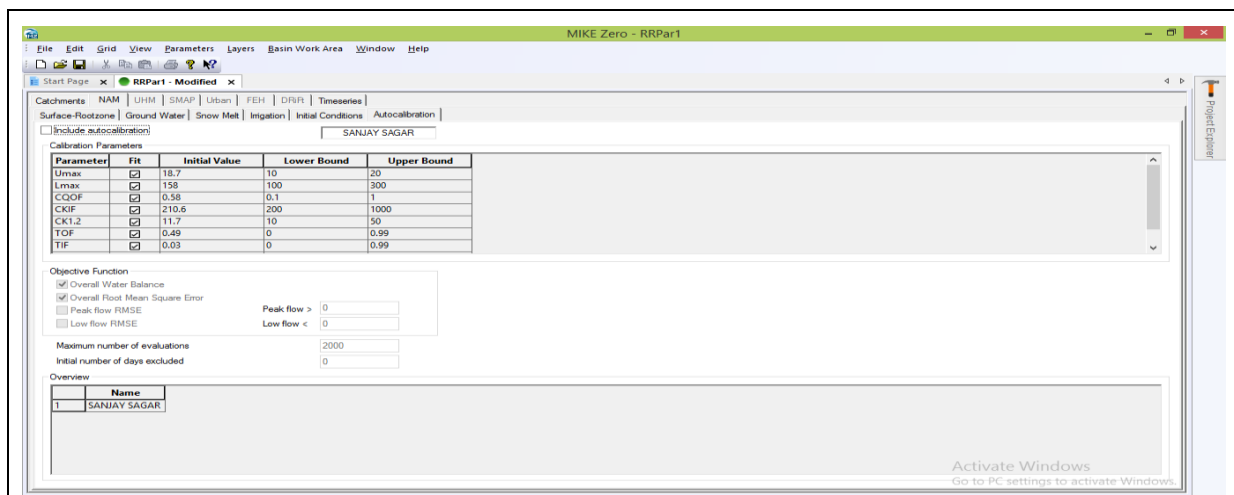 MIKE Zero - RRPar1
File Edit Grid View Parameters Layers Basin Work Area Window Help
Start Page RRPar1 - Modified
Catchments NAM UHM SMAP Urban FEH DRiR Timeseries
Surface-Rootzone Ground Water Snow Melt Irrigation Initial Conditions Autocalibration
Include autocalibration SANJAY SAGAR
Calibration Parameters
Parameter Fit Initial Value Lower Bound Upper Bound
Umax 18.7 10 20
Lmax 158 100 300
CQOF 0.58 0.1 1
CKIF 210.6 200 1000
CK1.2 11.7 10 50
TOF 0.49 0 0.99
TIF 0.03 0 0.99
Objective Function
Overall Water Balance
Overall Root Mean Square Error
Peak flow RMSE Peak flow > 0
Low flow RMSE Low flow < 0
Maximum number of evaluations 2000
Initial number of days excluded 0
Overview
Name
1 SANJAY SAGAR
Project Explorer
Activate Windows
Go to PC settings to activate Windows.